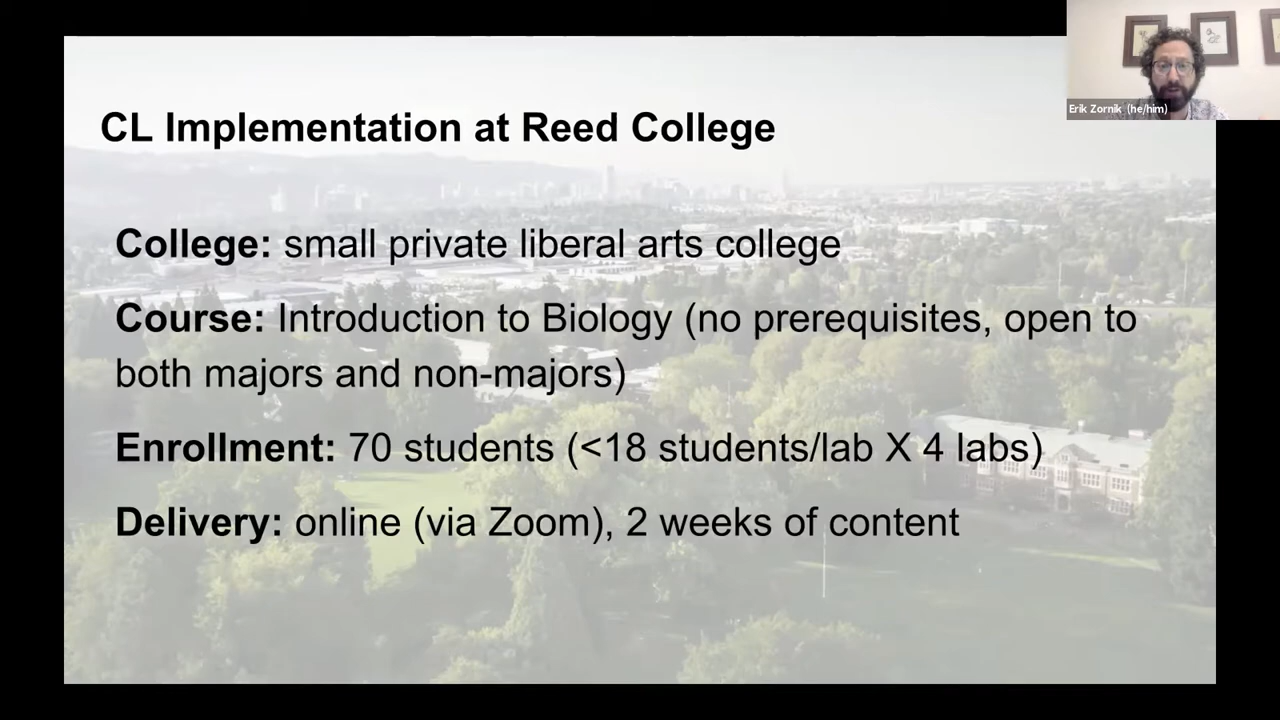 CL Implementation at Reed College
Erik Zornik (he/him)
College: small private liberal arts college
Course: Introduction to Biology (no prerequisites, open to
both majors and non-majors)
Enrollment: 70 students (<18 students/lab X 4 labs)
Delivery: online (via Zoom), 2 weeks of content